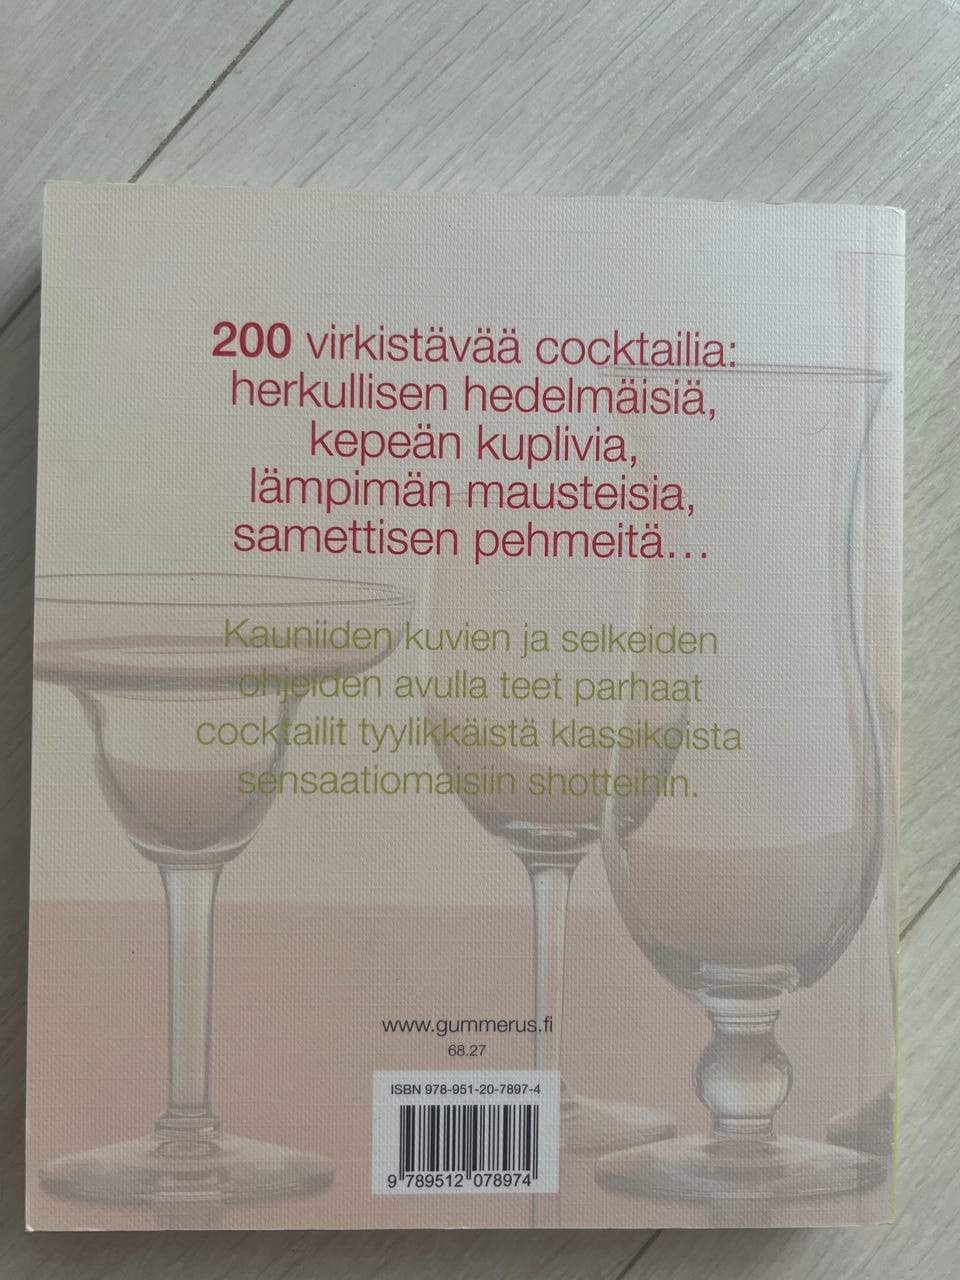 200 virkistävää cocktailia:
herkullisen hedelmäisiä,
kepeän kuplivia,
lämpimän mausteisia,
samettisen pehmeitä...
Kauniiden kuvien ja selkeiden
ohjeiden avulla teet parhaat
cocktailit tyylikkäistä klassikoista
sensaatiomaisiin shotteihin.
www.gummerus.fi
68.27
ISBN 978-951-20-7897-4
9 789512 078974